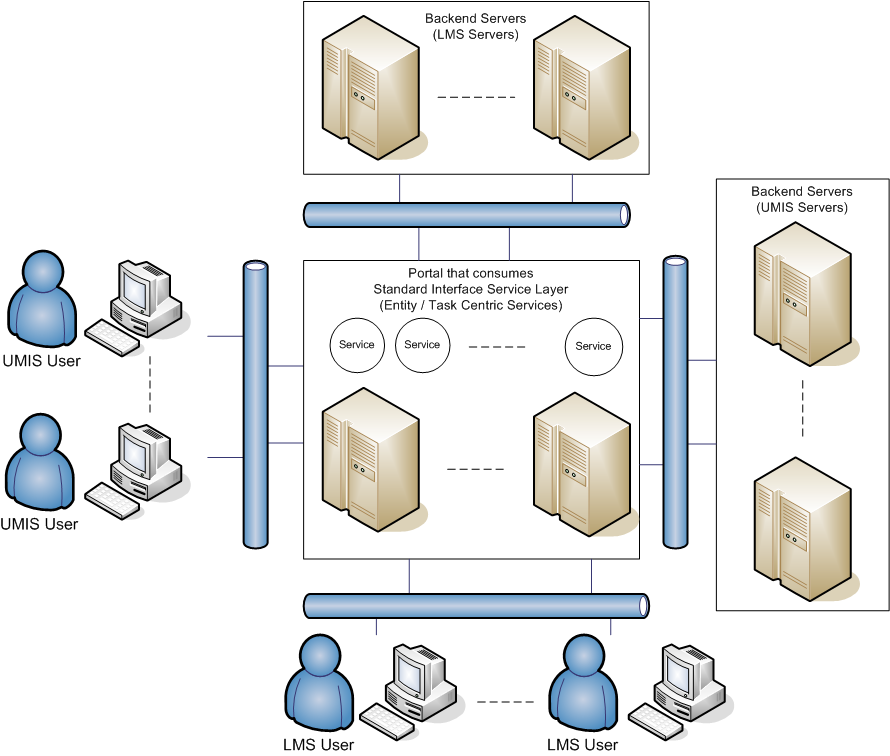 Backend Servers
(LMS Servers)
Backend Servers
(UMIS Servers)
Portal that consumes
Standard Interface Service Layer
(Entity / Task Centric Services)
Service
Service
Service
UMIS User
UMIS User
LMS User
LMS User